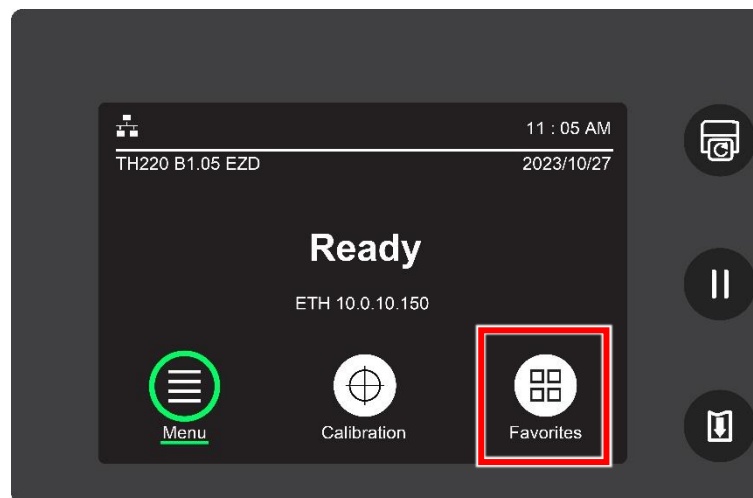 11 : 05 AM
TH220 B1.05 EZD
2023/10/27
Ready
ETH 10.0.10.150
Menu
Calibration
Favorites